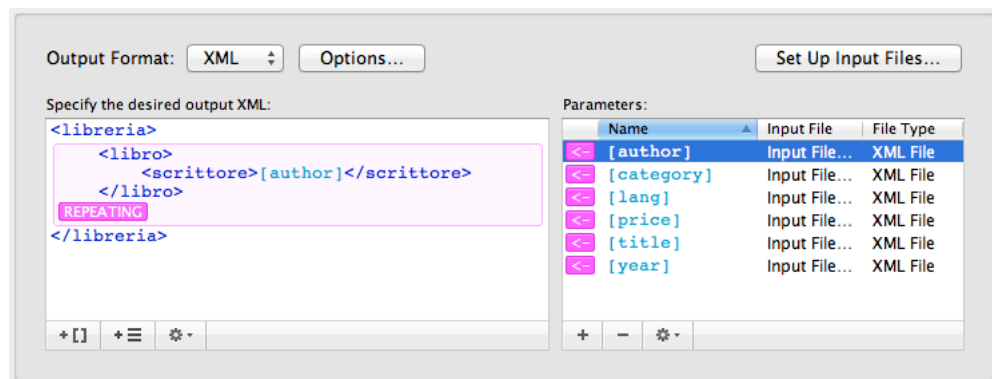 Output Format: XML Options... Set Up Input Files...
Specify the desired output XML: Parameters:
<libreria> Name Input File File Type
<libro> <- [author] Input File... XML File
<scrittore>[author]</scrittore> <- [category] Input File... XML File
</libro> <- [lang] Input File... XML File
REPEATING <- [price] Input File... XML File
</libreria> <- [title] Input File... XML File
<- [year] Input File... XML File
+[] +